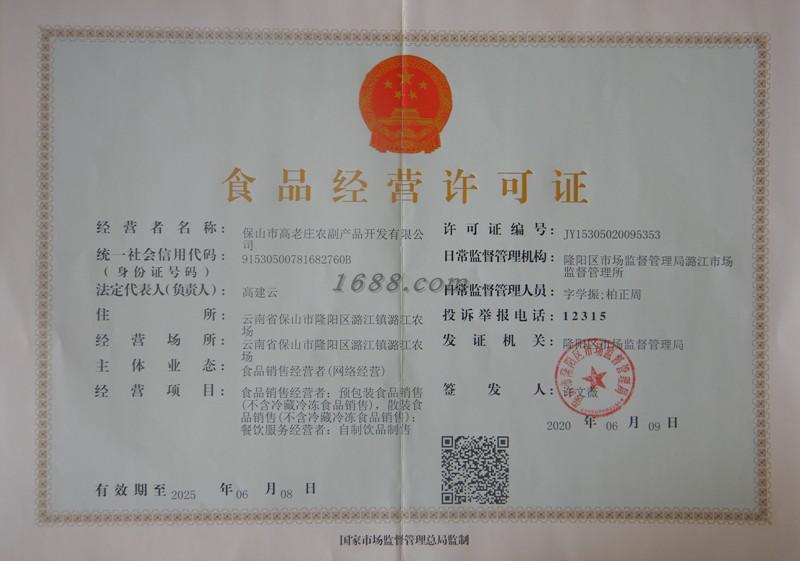 食品经营许可证
经营者名称：
保山市高老庄农副产品开发有限公
司
统一社会信用代码：
（身份证号码）
91530500781682760B
法定代表人(负责人)：
高建云
住所：
云南省保山市隆阳区潞江镇潞江农
场
经营场所：
云南省保山市隆阳区潞江镇潞江农
场
主体业态：
食品销售经营者(网络经营)
经营项目：
食品销售经营者：预包装食品销售
(不含冷藏冷冻食品销售)，散装食
品销售(不含冷藏冷冻食品销售)；
餐饮服务经营者：自制饮品制售
有效期至2025 年06 月08 日
许可证编号：
JY15305020095353
日常监督管理机构：
隆阳区市场监督管理局潞江市场
监督管理所
日常监督管理人员：
字学振;柏正周
投诉举报电话：12315
发证机关：
隆阳区市场监督管理局
签发人：
2020 年 06 月 09 日
1688.com
国家市场监督管理总局监制